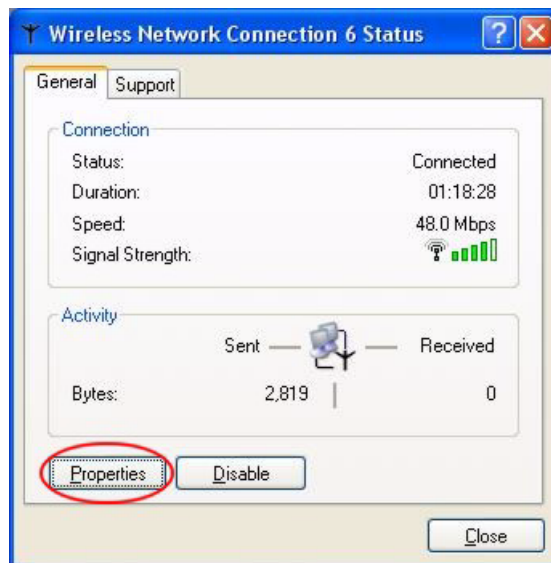 Wireless Network Connection 6 Status
General Support
Connection
Status: Connected
Duration: 01:18:28
Speed: 48.0 Mbps
Signal Strength:
Activity
Sent Received
Bytes: 2,819 0
Properties Disable
Close